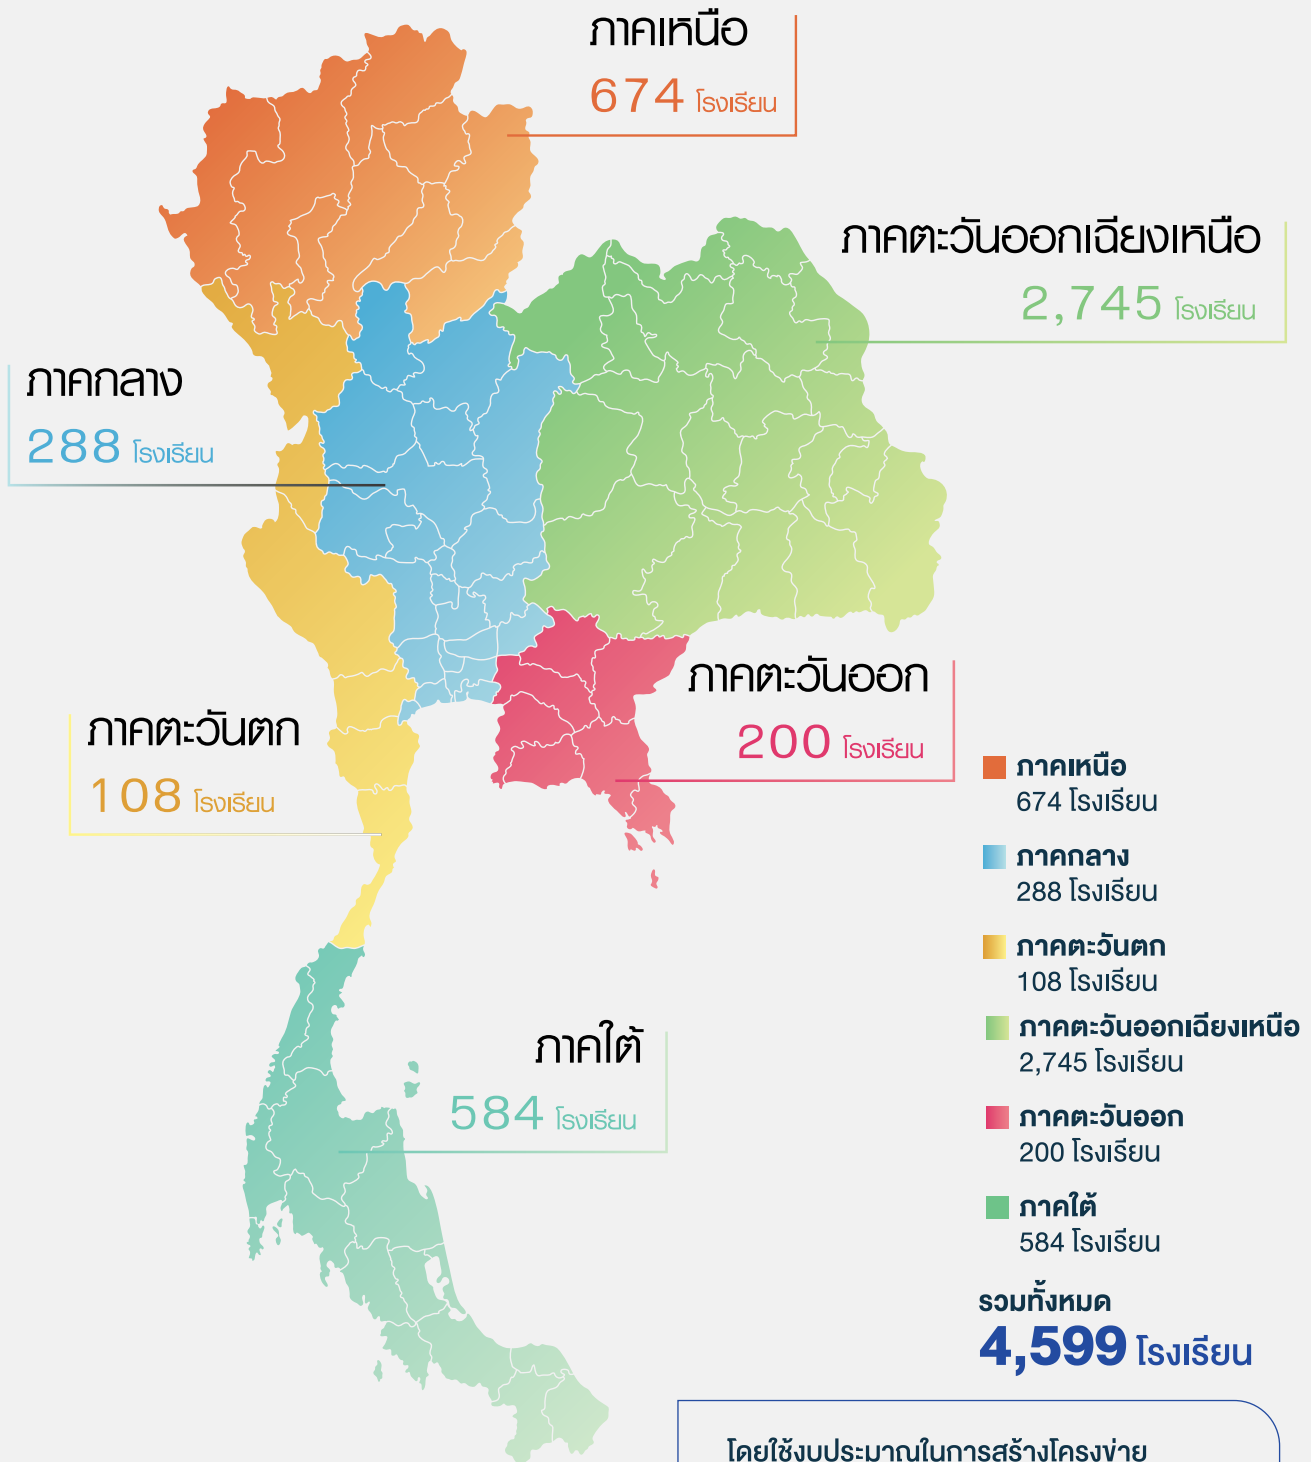 ภาคเหนือ
674 โรงเรียน
ภาคตะวันออกเฉียงเหนือ
2,745 โรงเรียน
ภาคกลาง
288 โรงเรียน
ภาคตะวันออก
200 โรงเรียน
ภาคตะวันตก
108 โรงเรียน
ภาคใต้
584 โรงเรียน
ภาคเหนือ
674 โรงเรียน
ภาคกลาง
288 โรงเรียน
ภาคตะวันตก
108 โรงเรียน
ภาคตะวันออกเฉียงเหนือ
2,745 โรงเรียน
ภาคตะวันออก
200 โรงเรียน
ภาคใต้
584 โรงเรียน
รวมทั้งหมด
4,599 โรงเรียน
โดยใช้งบประมาณในการสร้างโครงข่าย